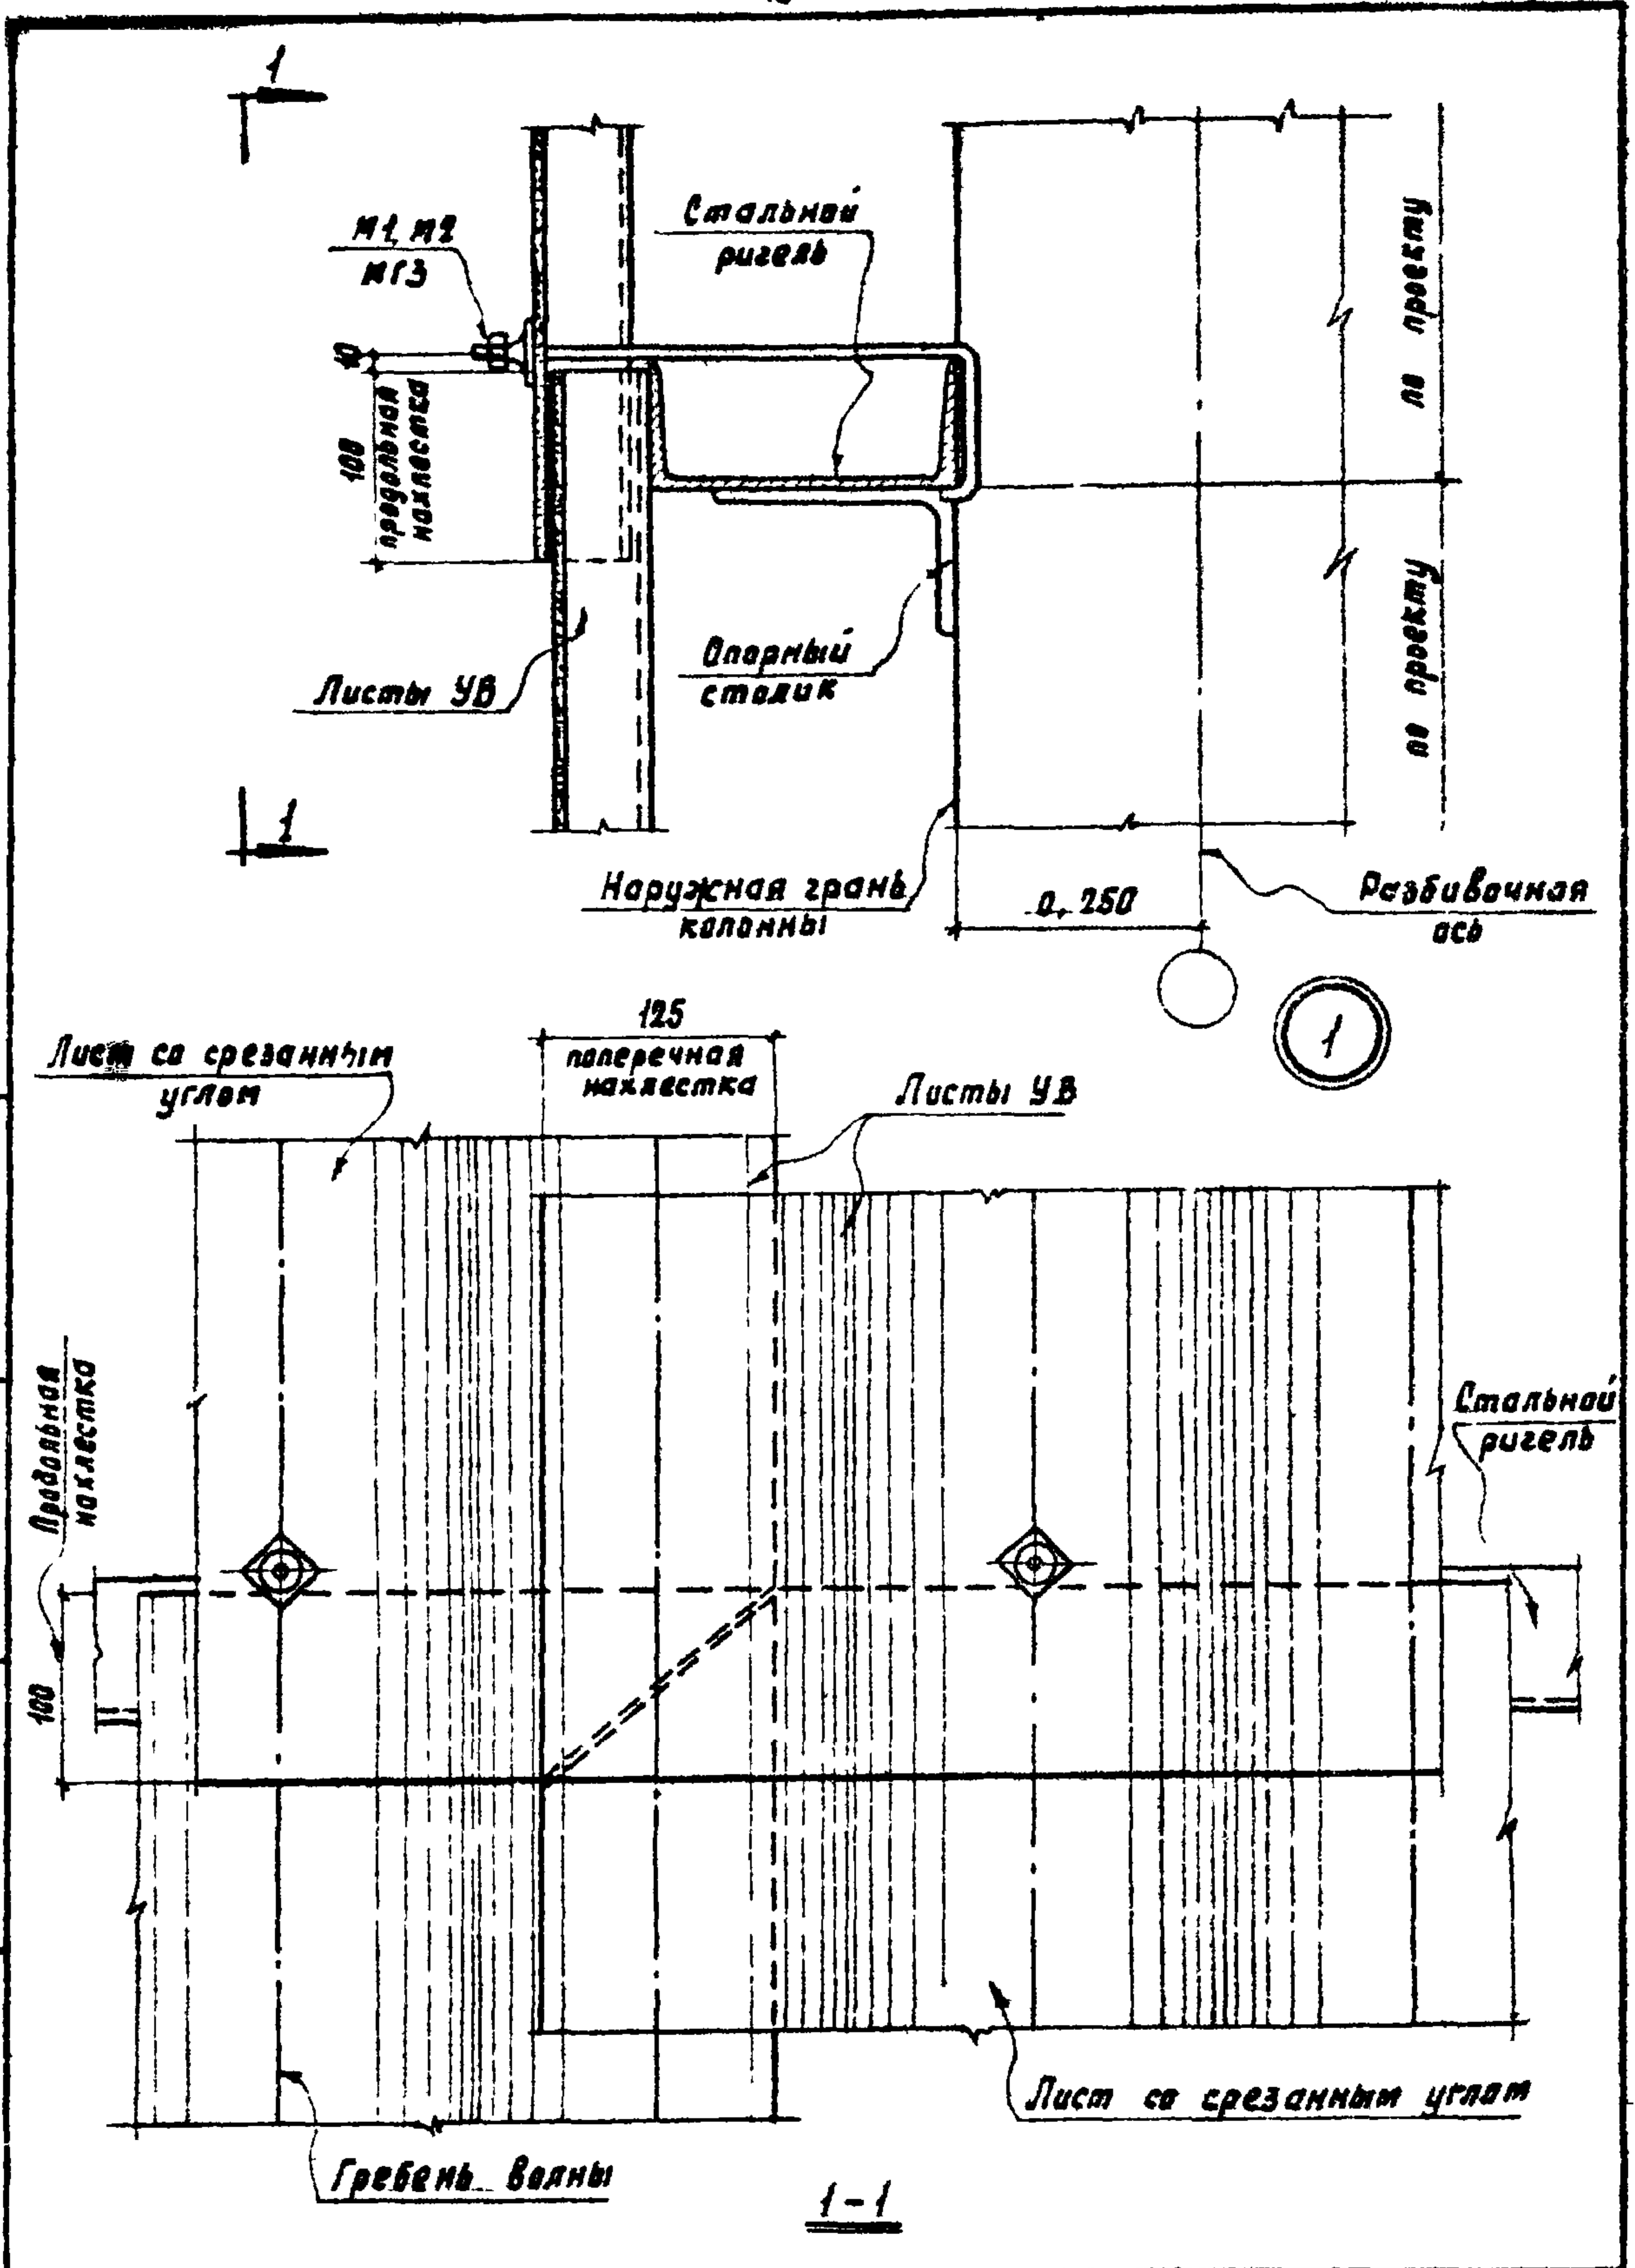 1
М1, М2
МГ3
Стальной
ригель
10
100
продольная
нахлестка
по проекту
по проекту
Опорный
столик
Листы УВ
1
Наружная грань
колонны
0, 250
Разбивочная
ось
1
Лист со срезанным
углом
125
поперечная
нахлестка
Листы УВ
Продольная
нахлестка
100
Стальной
ригель
Лист со срезанным углом
Гребень волны
1-1